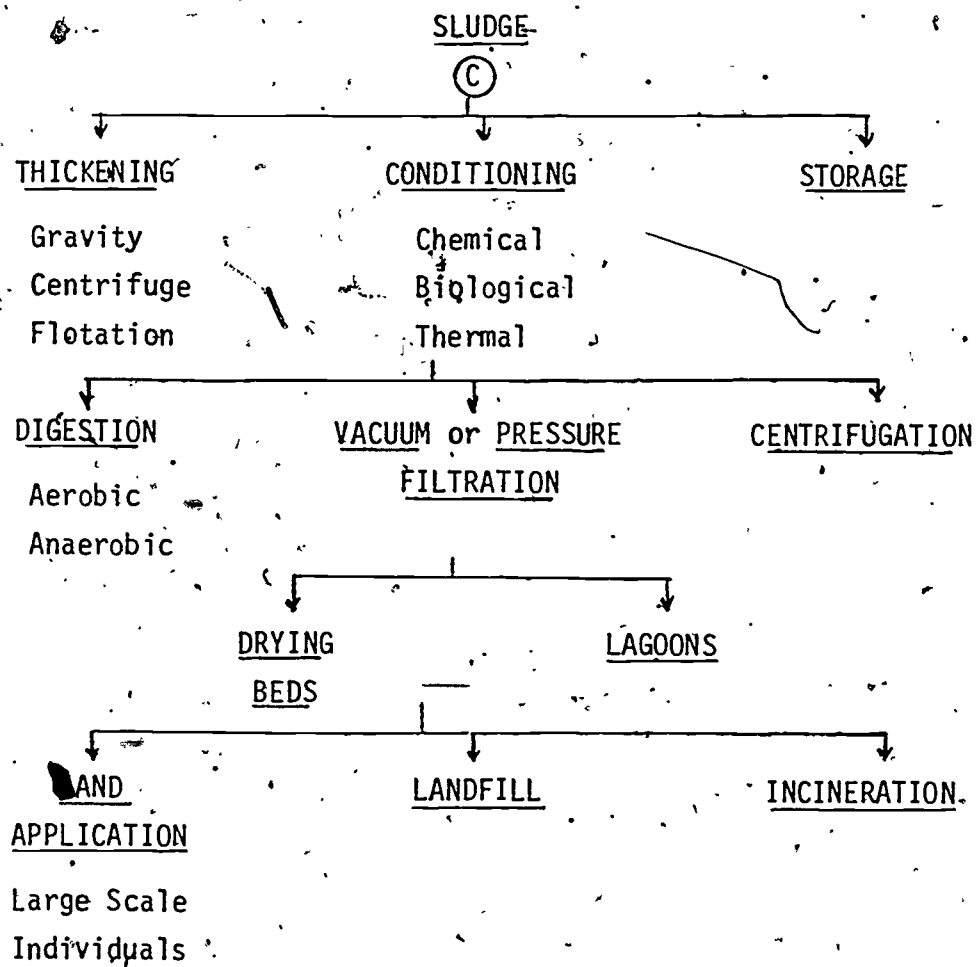 SLUDGE
C
THICKENING CONDITIONING STORAGE
Gravity Chemical
Centrifuge Biological
Flotation Thermal
DIGESTION VACUUM or PRESSURE CENTRIFUGATION
FILTRATION
Aerobic
Anaerobic
DRYING LAGOONS
BEDS
LAND LANDFILL INCINERATION
APPLICATION
Large Scale
Individuals